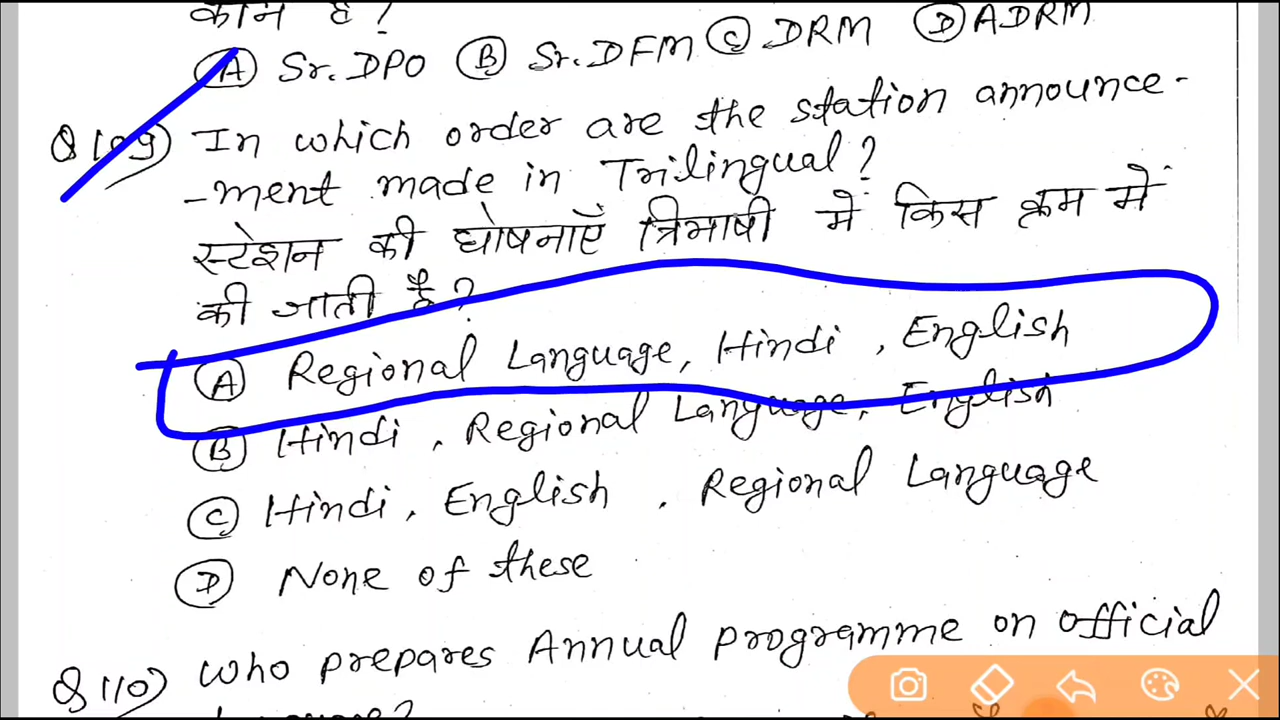 कौन है ?
(A) Sr. DPO (B) Sr. DFM (C) DRM (D) ADRM
Q 109) In which order are the station announce-
-ment made in Trilingual ?
स्टेशन की घोषनाएँ त्रिभाषी में किस क्रम में
की जाती है ?
(A) Regional Language, Hindi , English
(B) Hindi , Regional Language, English
(C) Hindi , English , Regional Language
(D) None of these
Q 110) Who prepares Annual programme on official